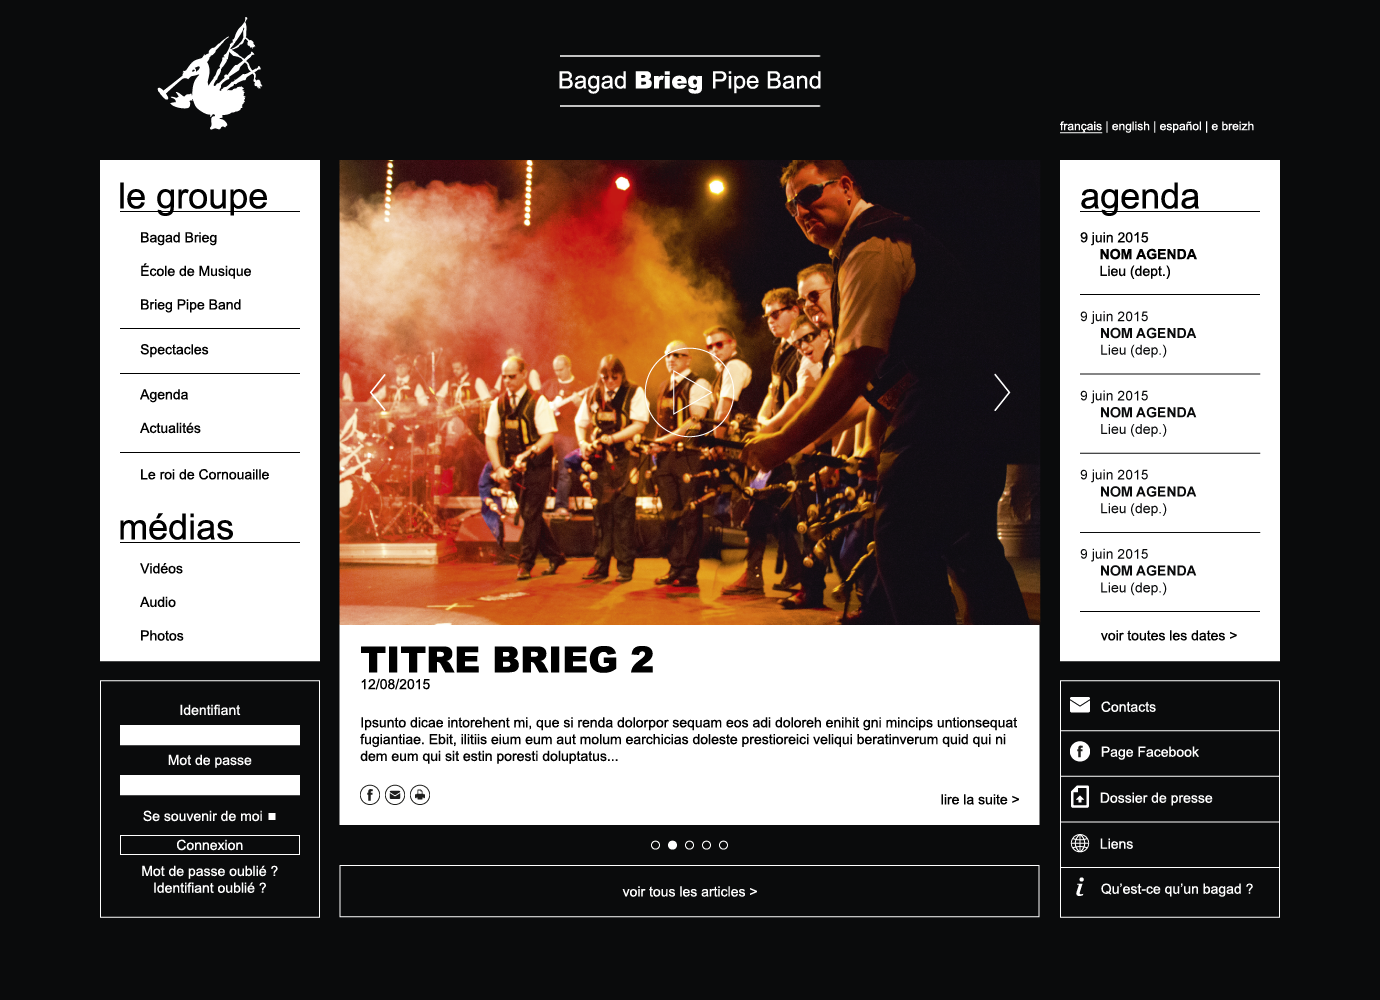 Bagad Brieg Pipe Band
français | english | español | e breizh
le groupe
Bagad Brieg
École de Musique
Brieg Pipe Band
Spectacles
Agenda
Actualités
Le roi de Cornouaille
médias
Vidéos
Audio
Photos
Identifiant
Mot de passe
Se souvenir de moi
Connexion
Mot de passe oublié ?
Identifiant oublié ?
TITRE BRIEG 2
12/08/2015
Ipsunto dicae intorehent mi, que si renda dolorpor sequam eos adi doloreh enihit gni mincips untionsequat
fugiantiae. Ebit, ilitiis eium eum aut molum earchicias doleste prestioreici veliqui beratinverum quid qui ni
dem eum qui sit estin poresti doluptatus...
lire la suite >
voir tous les articles >
agenda
9 juin 2015
NOM AGENDA
Lieu (dept.)
9 juin 2015
NOM AGENDA
Lieu (dep.)
9 juin 2015
NOM AGENDA
Lieu (dep.)
9 juin 2015
NOM AGENDA
Lieu (dep.)
9 juin 2015
NOM AGENDA
Lieu (dep.)
voir toutes les dates >
Contacts
Page Facebook
Dossier de presse
Liens
Qu'est-ce qu'un bagad ?